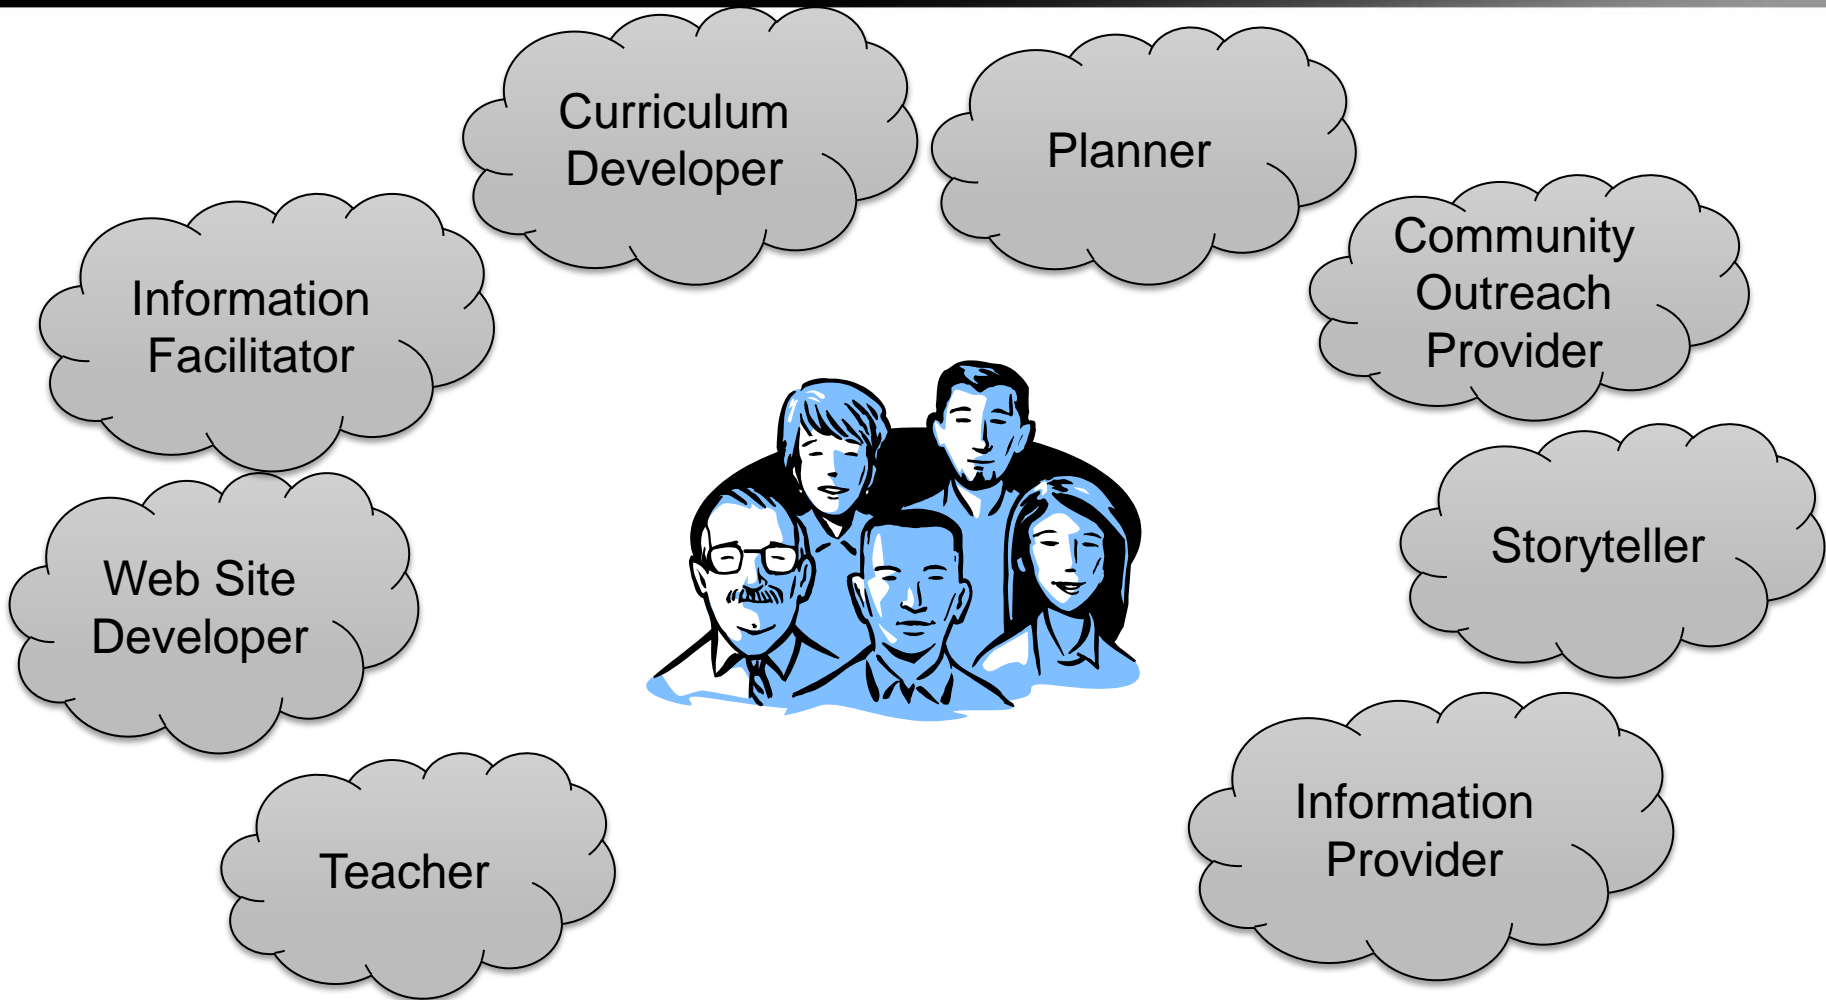 Curriculum
Developer
Planner
Community
Outreach
Provider
Information
Facilitator
Storyteller
Web Site
Developer
Information
Provider
Teacher